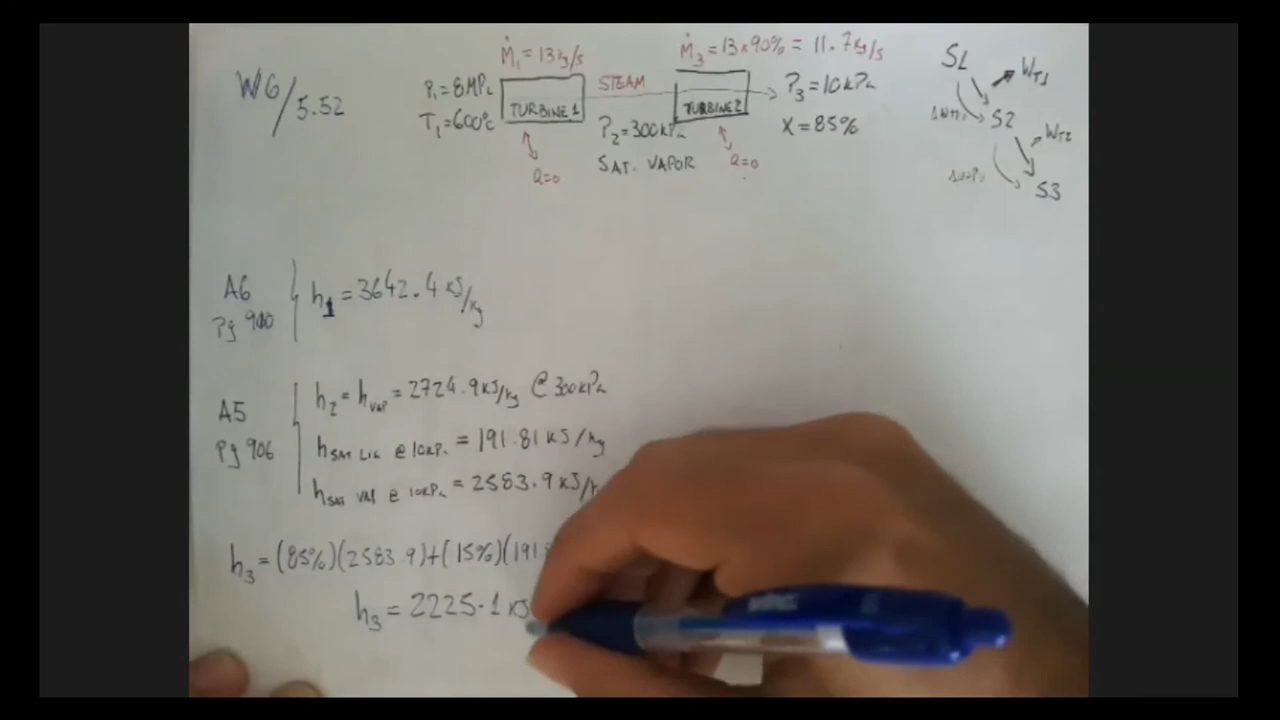 W6/5.52
Ṁ₁ = 13kg/s
P₁ = 8MPa
T₁ = 600°C
TURBINE 1
Q=0
STEAM
P₂ = 300kPa
SAT. VAPOR
Ṁ₃ = 13 x 90% = 11.7kg/s
TURBINE 2
Q=0
P₃ = 10kPa
X = 85%
S1
WT1
S2
WT2
S3
A6
Pg 910
h₁ = 3642.4 kJ/kg
A5
Pg 906
h₂ = hVAP = 2724.9 kJ/kg @ 300kPa
hSAT LIQ @ 10kPa = 191.81 kJ/kg
hSAT VAP @ 10kPa = 2583.9 kJ/
h₃ = (85%)(2583.9)+(15%)(191.8
h₃ = 2225.1 kJ